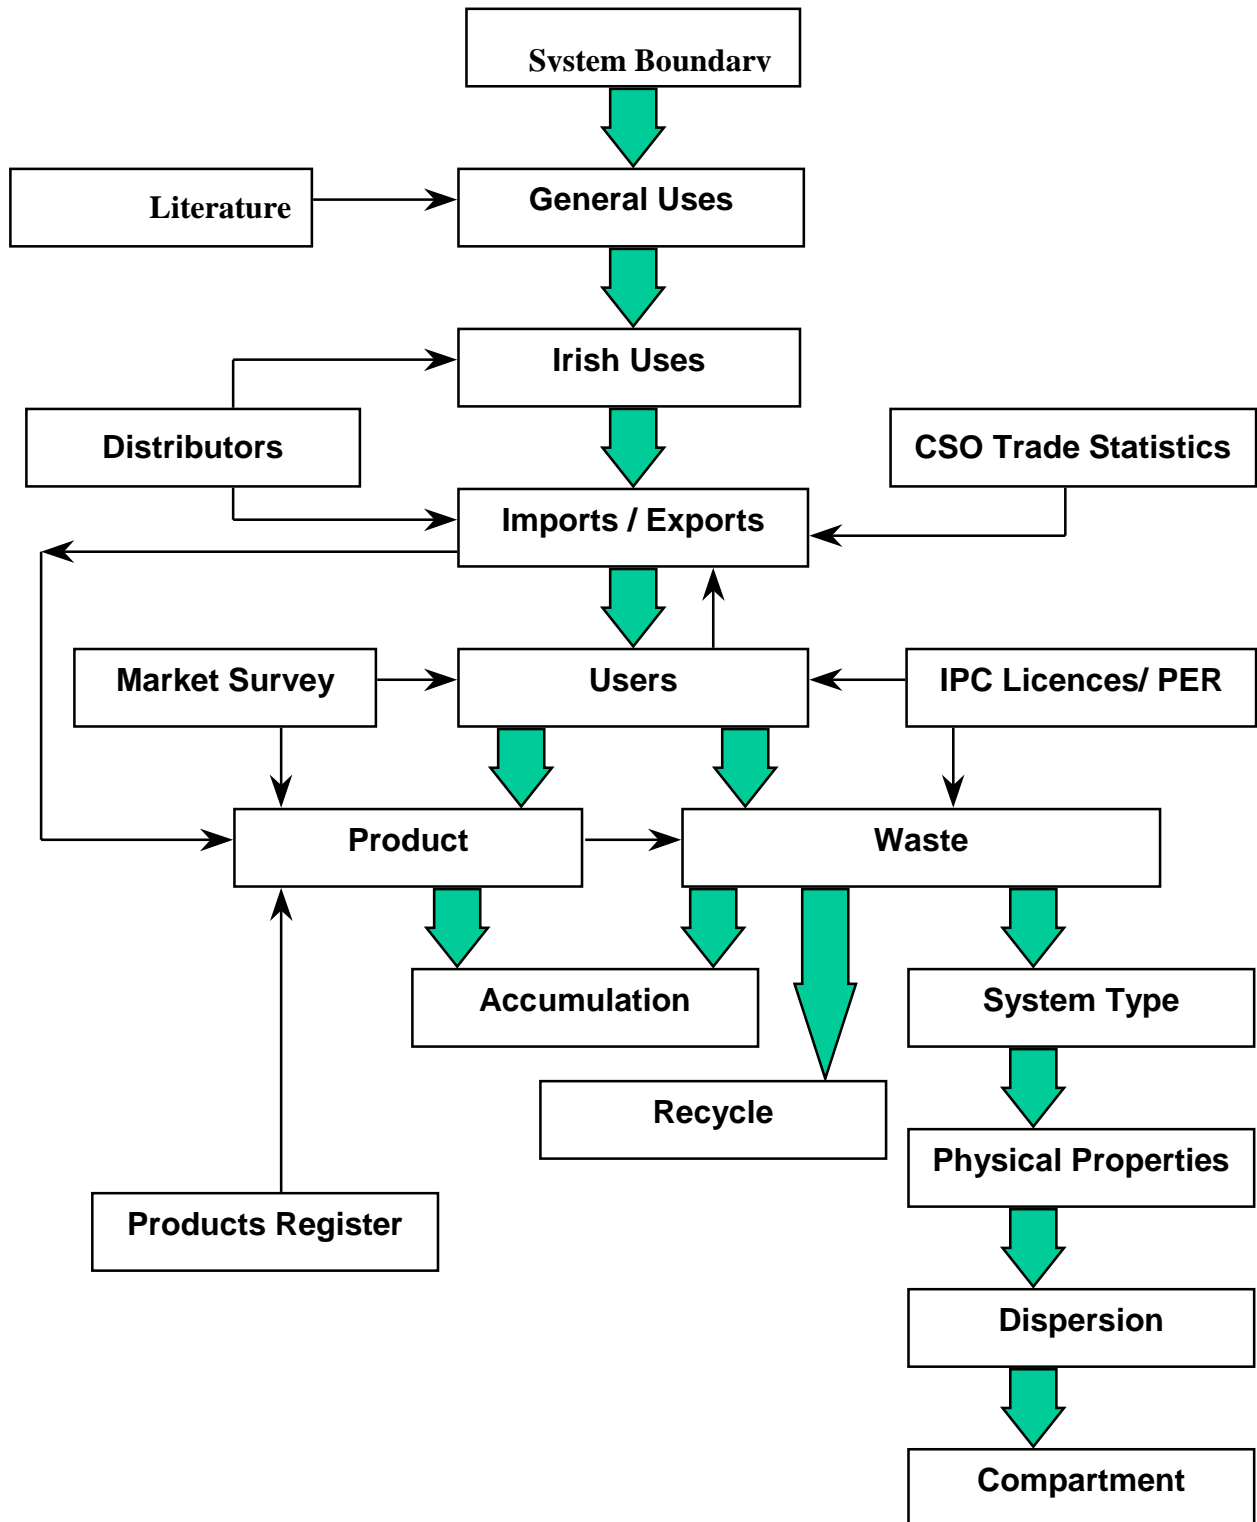 System Boundary
General Uses
Literature
Irish Uses
Distributors
CSO Trade Statistics
Imports / Exports
Market Survey
Users
IPC Licences/ PER
Product
Waste
Accumulation
System Type
Recycle
Physical Properties
Products Register
Dispersion
Compartment